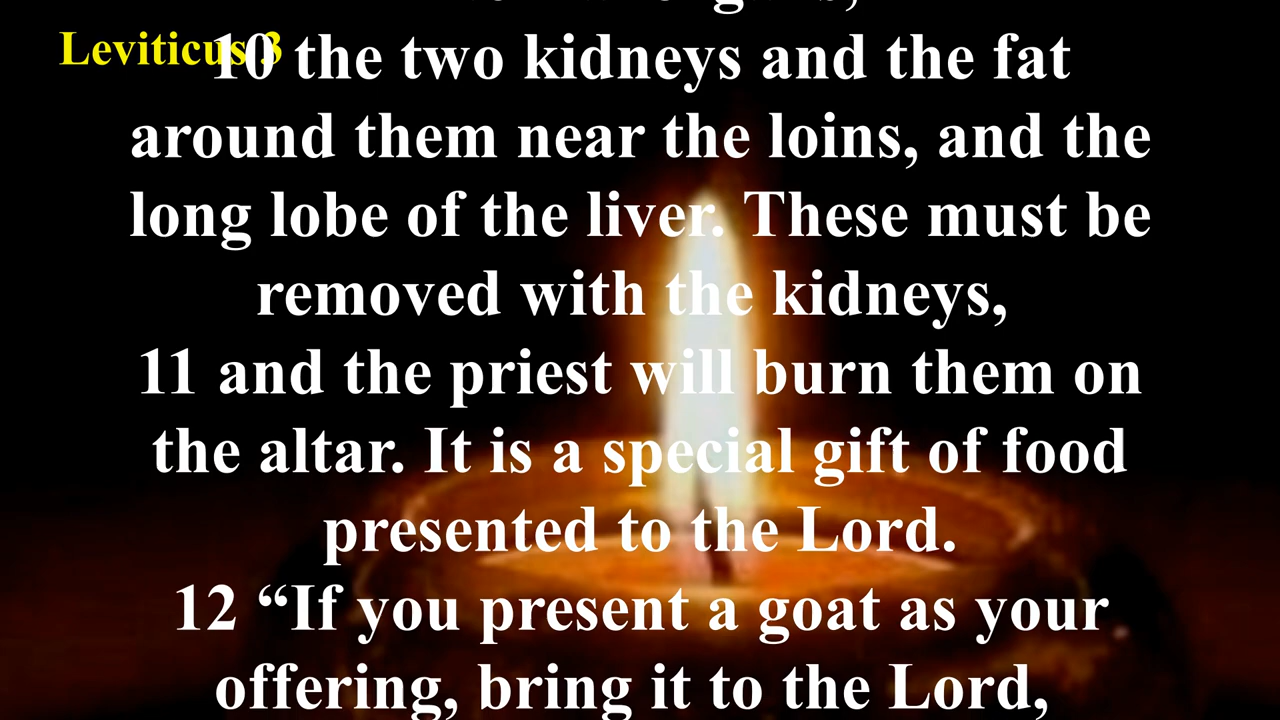 Leviticus 3
10 the two kidneys and the fat
around them near the loins, and the
long lobe of the liver. These must be
removed with the kidneys,
11 and the priest will burn them on
the altar. It is a special gift of food
presented to the Lord.
12 “If you present a goat as your
offering, bring it to the Lord,